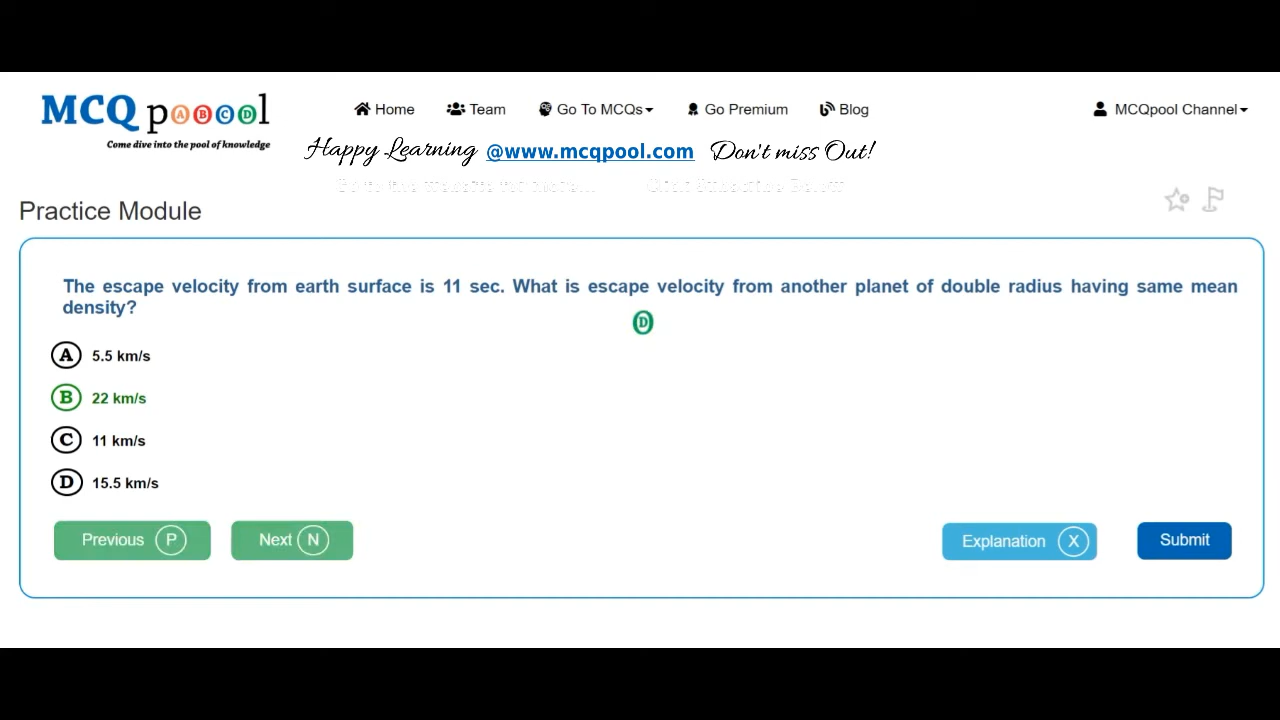 MCQ pABCDl
Come dive into the pool of knowledge
Home Team Go To MCQs Go Premium Blog MCQpool Channel
Happy Learning @www.mcqpool.com Don't miss Out!
Practice Module
The escape velocity from earth surface is 11 sec. What is escape velocity from another planet of double radius having same mean
density?
D
A 5.5 km/s
B 22 km/s
C 11 km/s
D 15.5 km/s
Previous P Next N Explanation X Submit